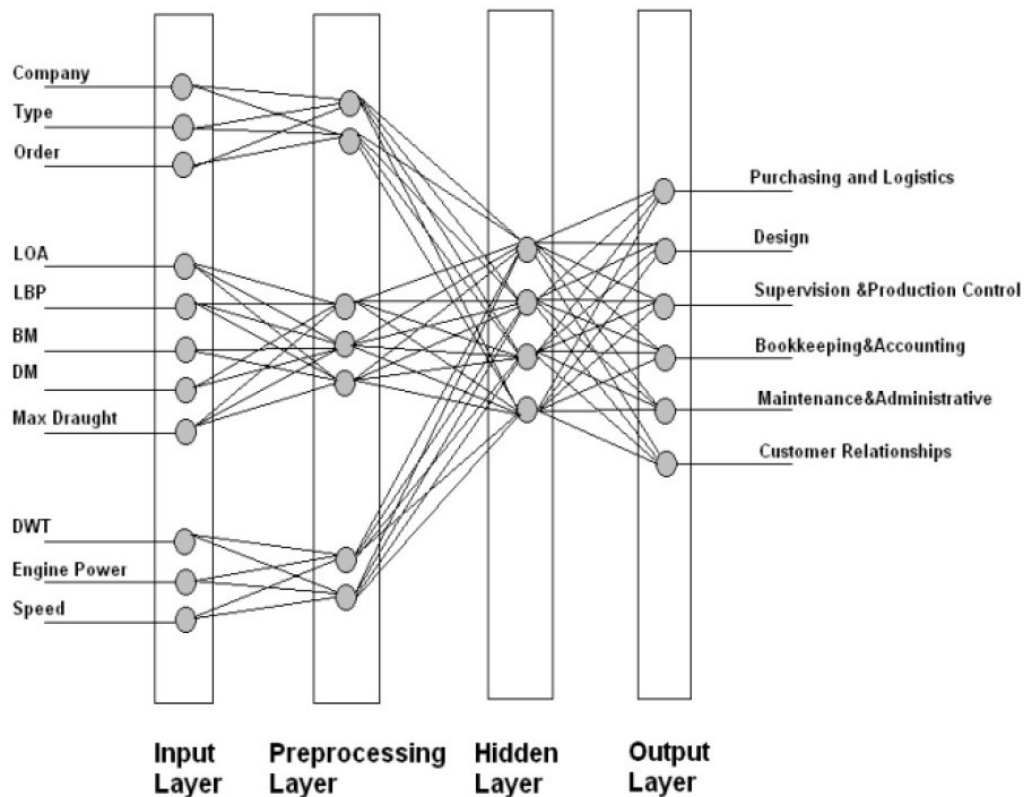 Company
Type
Order
LOA
LBP
BM
DM
Max Draught
DWT
Engine Power
Speed
Purchasing and Logistics
Design
Supervision &Production Control
Bookkeeping&Accounting
Maintenance&Administrative
Customer Relationships
Input
Layer
Preprocessing
Layer
Hidden
Layer
Output
Layer